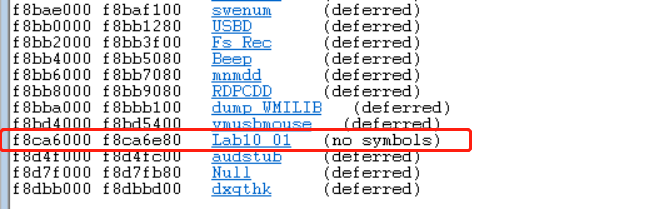 f8bae000 f8baf100 swenum (deferred)
f8bb0000 f8bb1280 USBD (deferred)
f8bb2000 f8bb3f00 Fs_Rec (deferred)
f8bb4000 f8bb5080 Beep (deferred)
f8bb6000 f8bb7080 mnmdd (deferred)
f8bb8000 f8bb9080 RDPCDD (deferred)
f8bba000 f8bbb100 dump_WMILIB (deferred)
f8bd4000 f8bd5400 vmusbmouse (deferred)
f8ca6000 f8ca6e80 Lab10_01 (no symbols)
f8d4f000 f8d4fc00 audstub (deferred)
f8d7f000 f8d7fb80 Null (deferred)
f8dbb000 f8dbbd00 dxgthk (deferred)